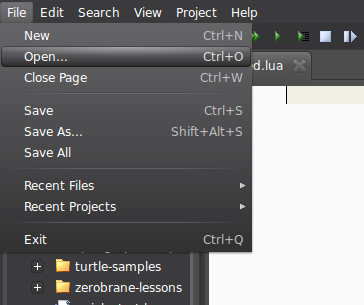 File Edit Search View Project Help
New Ctrl+N
Open... Ctrl+O
ed.lua
Close Page Ctrl+W
Save Ctrl+S
Save As... Shift+Alt+S
Save All
Recent Files
Recent Projects
Exit Ctrl+Q
turtle-samples
zerobrane-lessons